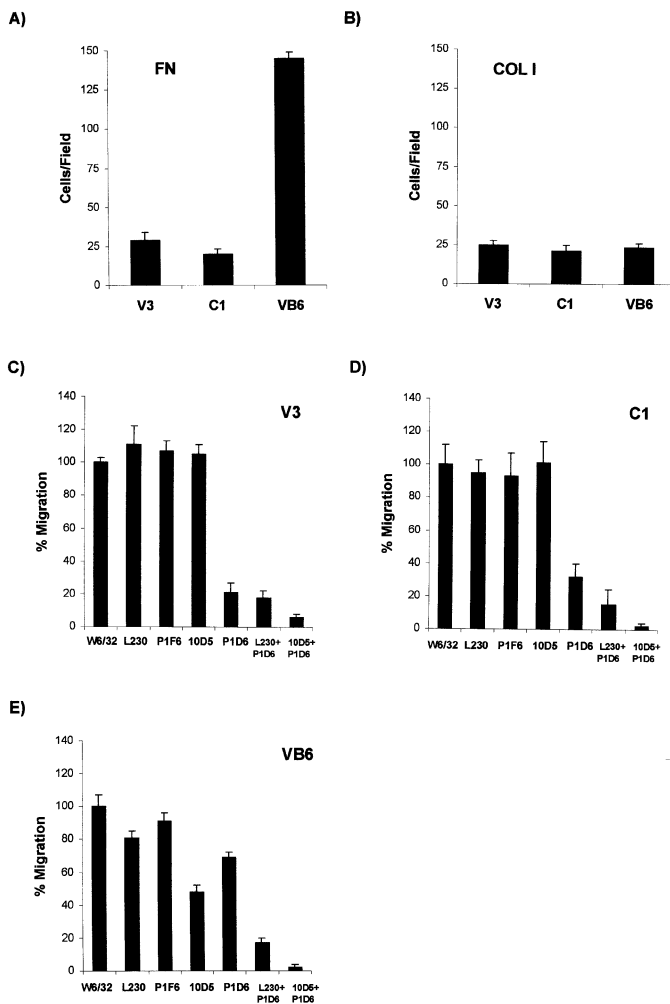 A)
FN
150
125
100
75
50
25
0
Cells/Field
V3 C1 VB6
B)
COL I
150
125
100
75
50
25
0
Cells/Field
V3 C1 VB6
C)
V3
140
120
100
80
60
40
20
0
% Migration
W6/32 L230 P1F6 10D5 P1D6 L230+ 10D5+
P1D6 P1D6
D)
C1
140
120
100
80
60
40
20
0
% Migration
W6/32 L230 P1F6 10D5 P1D6 L230+ 10D5+
P1D6 P1D6
E)
VB6
140
120
100
80
60
40
20
0
% Migration
W6/32 L230 P1F6 10D5 P1D6 L230+ 10D5+
P1D6 P1D6